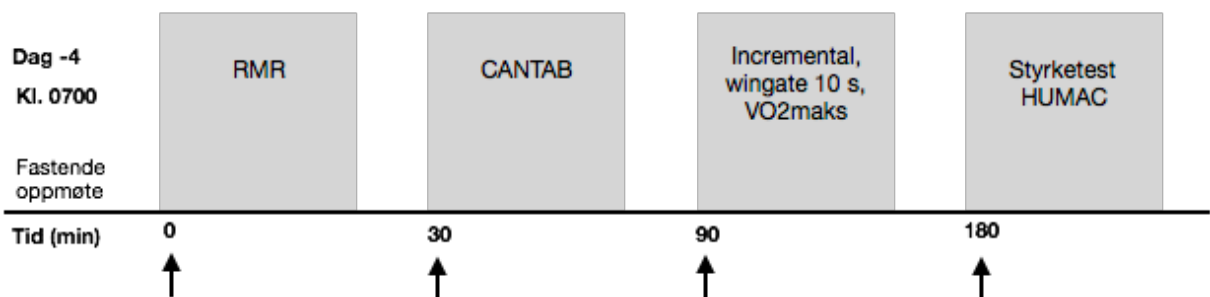 Dag -4
Kl. 0700
Fastende
oppmøte
RMR
CANTAB
Incremental,
wingate 10 s,
VO2maks
Styretest
HUMAC
Tid (min)
0
30
90
180